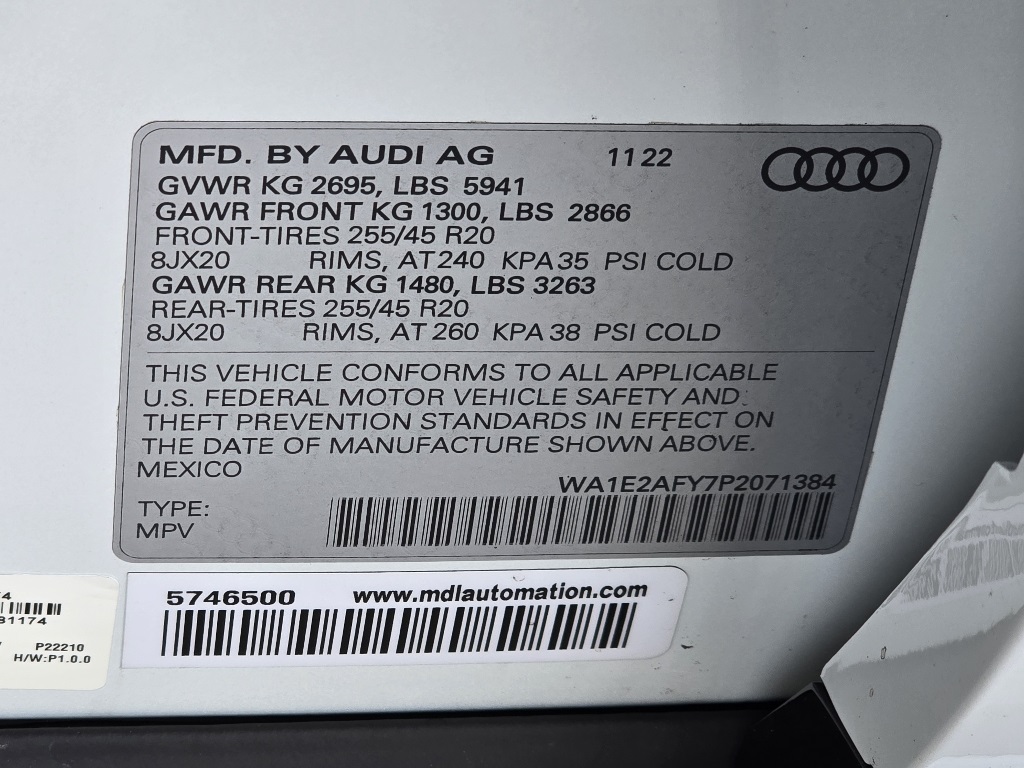 MFD. BY AUDI AG 11 22
GVWR KG 2695, LBS 5941
GAWR FRONT KG 1300, LBS 2866
FRONT-TIRES 255/45 R20
8JX20 RIMS, AT 240 KPA 35 PSI COLD
GAWR REAR KG 1480, LBS 3263
REAR-TIRES 255/45 R20
8JX20 RIMS, AT 260 KPA 38 PSI COLD
THIS VEHICLE CONFORMS TO ALL APPLICABLE
U.S. FEDERAL MOTOR VEHICLE SAFETY AND
THEFT PREVENTION STANDARDS IN EFFECT ON
THE DATE OF MANUFACTURE SHOWN ABOVE.
MEXICO
WA1E2AFY7P2071384
TYPE:
MPV
5746500 www.mdlautomation.com
31174
P22210
H/W:P1.0.0